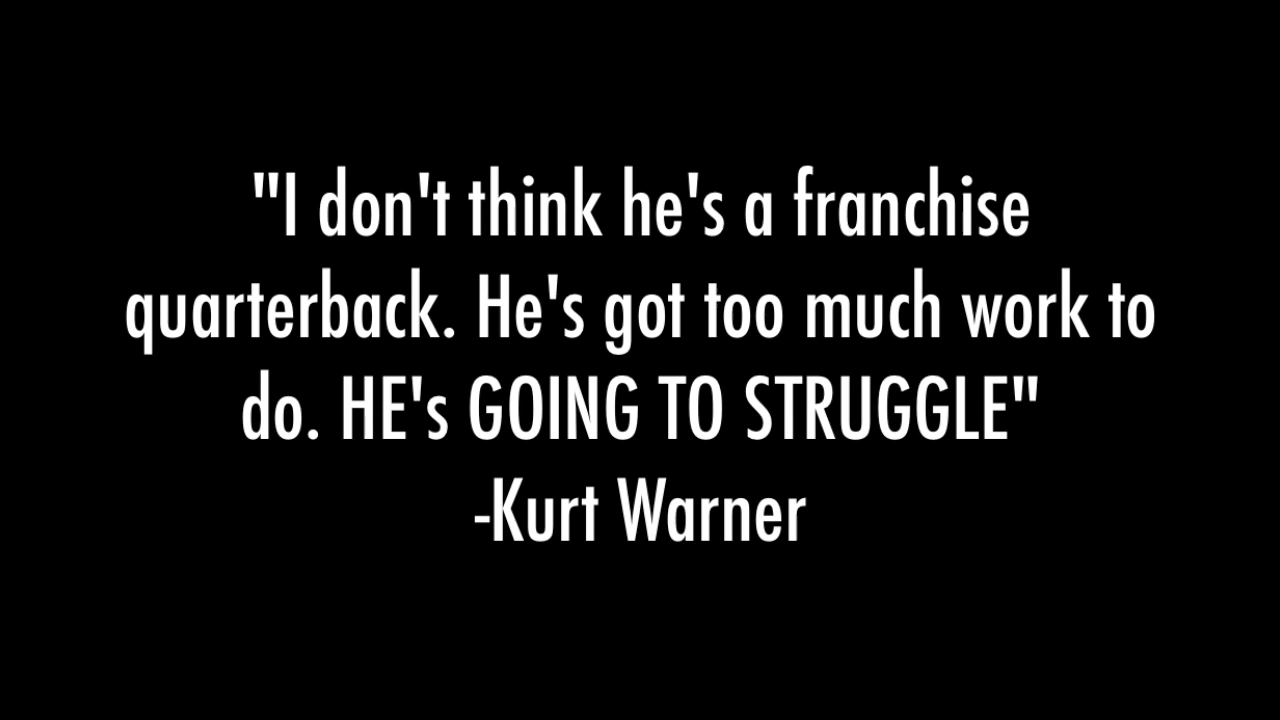 "I don't think he's a franchise
quarterback. He's got too much work to
do. HE's GOING TO STRUGGLE"
-Kurt Warner